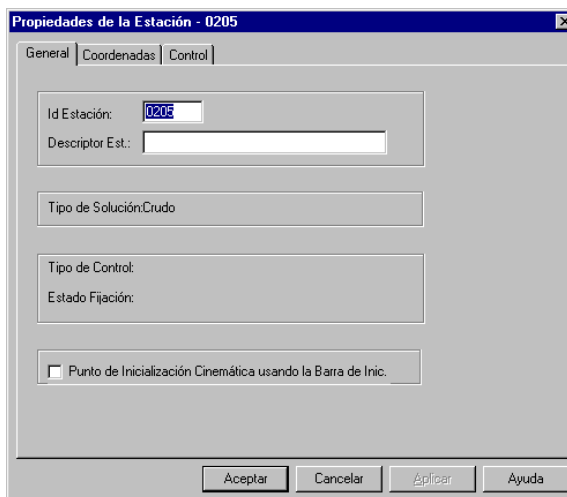 Propiedades de la Estación - 0205
General Coordenadas Control
Id Estación: 0205
Descriptor Est.:
Tipo de Solución:Crudo
Tipo de Control:
Estado Fijación:
Punto de Inicialización Cinemática usando la Barra de Inic.
Aceptar Cancelar Aplicar Ayuda